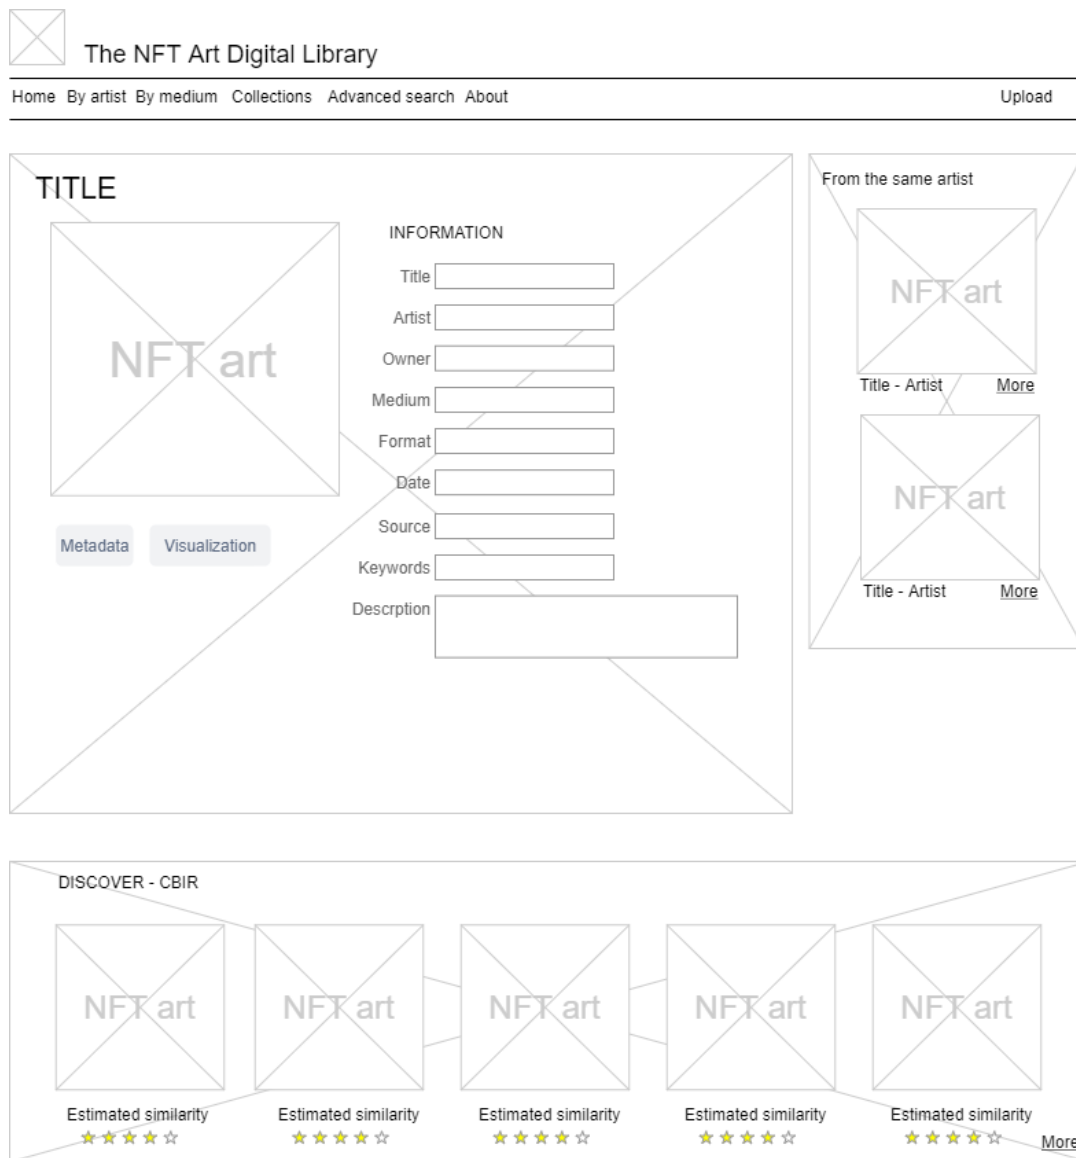 The NFT Art Digital Library
Home By artist By medium Collections Advanced search About Upload
TITLE
NFT art
Metadata Visualization
INFORMATION
Title
Artist
Owner
Medium
Format
Date
Source
Keywords
Descrption
From the same artist
NFT art
Title - Artist More
NFT art
Title - Artist More
DISCOVER - CBIR
NFT art NFT art NFT art NFT art NFT art
Estimated similarity Estimated similarity Estimated similarity Estimated similarity Estimated similarity
More